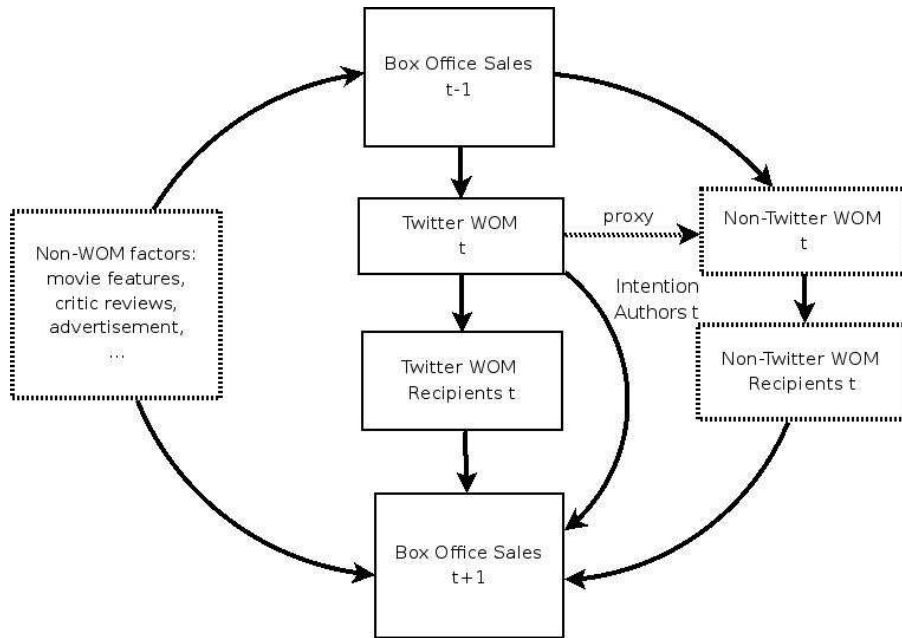 Box Office Sales
t-1
Twitter WOM
t
proxy
Non-Twitter WOM
t
Non-WOM factors:
movie features,
critic reviews,
advertisement,
...
Intention
Authors t
Twitter WOM
Recipients t
Non-Twitter WOM
Recipients t
Box Office Sales
t+1